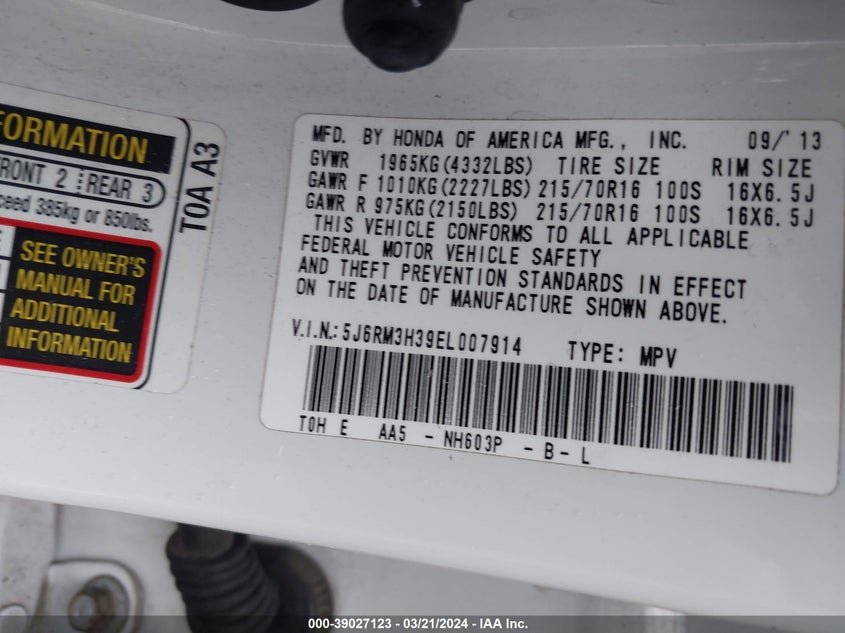 FORMATION
FRONT 2 REAR 3
ceed 385kg or 850lbs.
SEE OWNER'S
MANUAL FOR
ADDITIONAL
INFORMATION
T0A A3
MFD. BY HONDA OF AMERICA MFG., INC. 09/'13
GVWR 1965KG(4332LBS) TIRE SIZE RIM SIZE
GAWR F 1010KG(2227LBS) 215/70R16 100S 16X6.5J
GAWR R 975KG(2150LBS) 215/70R16 100S 16X6.5J
THIS VEHICLE CONFORMS TO ALL APPLICABLE
FEDERAL MOTOR VEHICLE SAFETY
AND THEFT PREVENTION STANDARDS IN EFFECT
ON THE DATE OF MANUFACTURE SHOWN ABOVE.
V.I.N.: 5J6RM3H39EL007914 TYPE: MPV
T0H E AA5 - NH603P - B - L
000-39027123 - 03/21/2024 - IAA Inc.